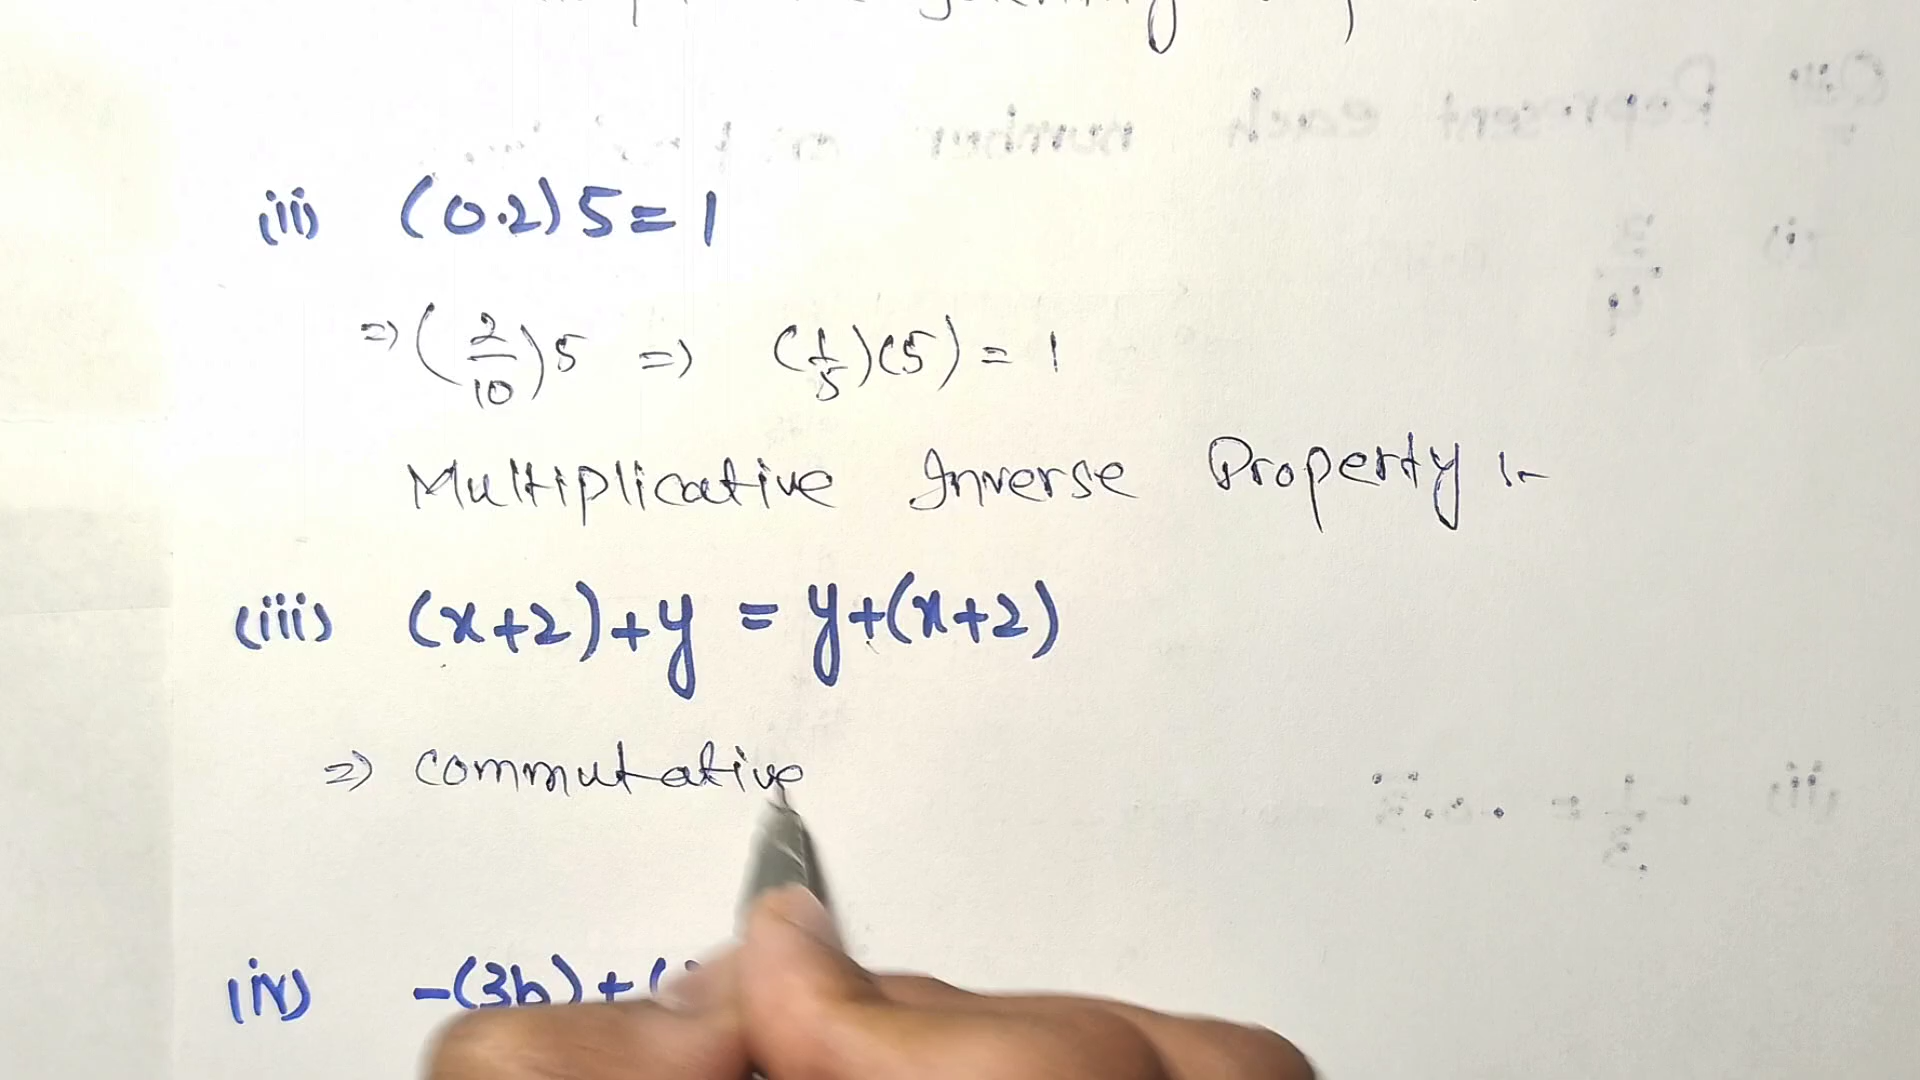 (ii) (0.2)5=1
=> (2/10)5 => (1/5)(5) = 1
Multiplicative Inverse Property :-
(iii) (x+2)+y = y+(x+2)
=> commutative
(iv) -(3b)+(